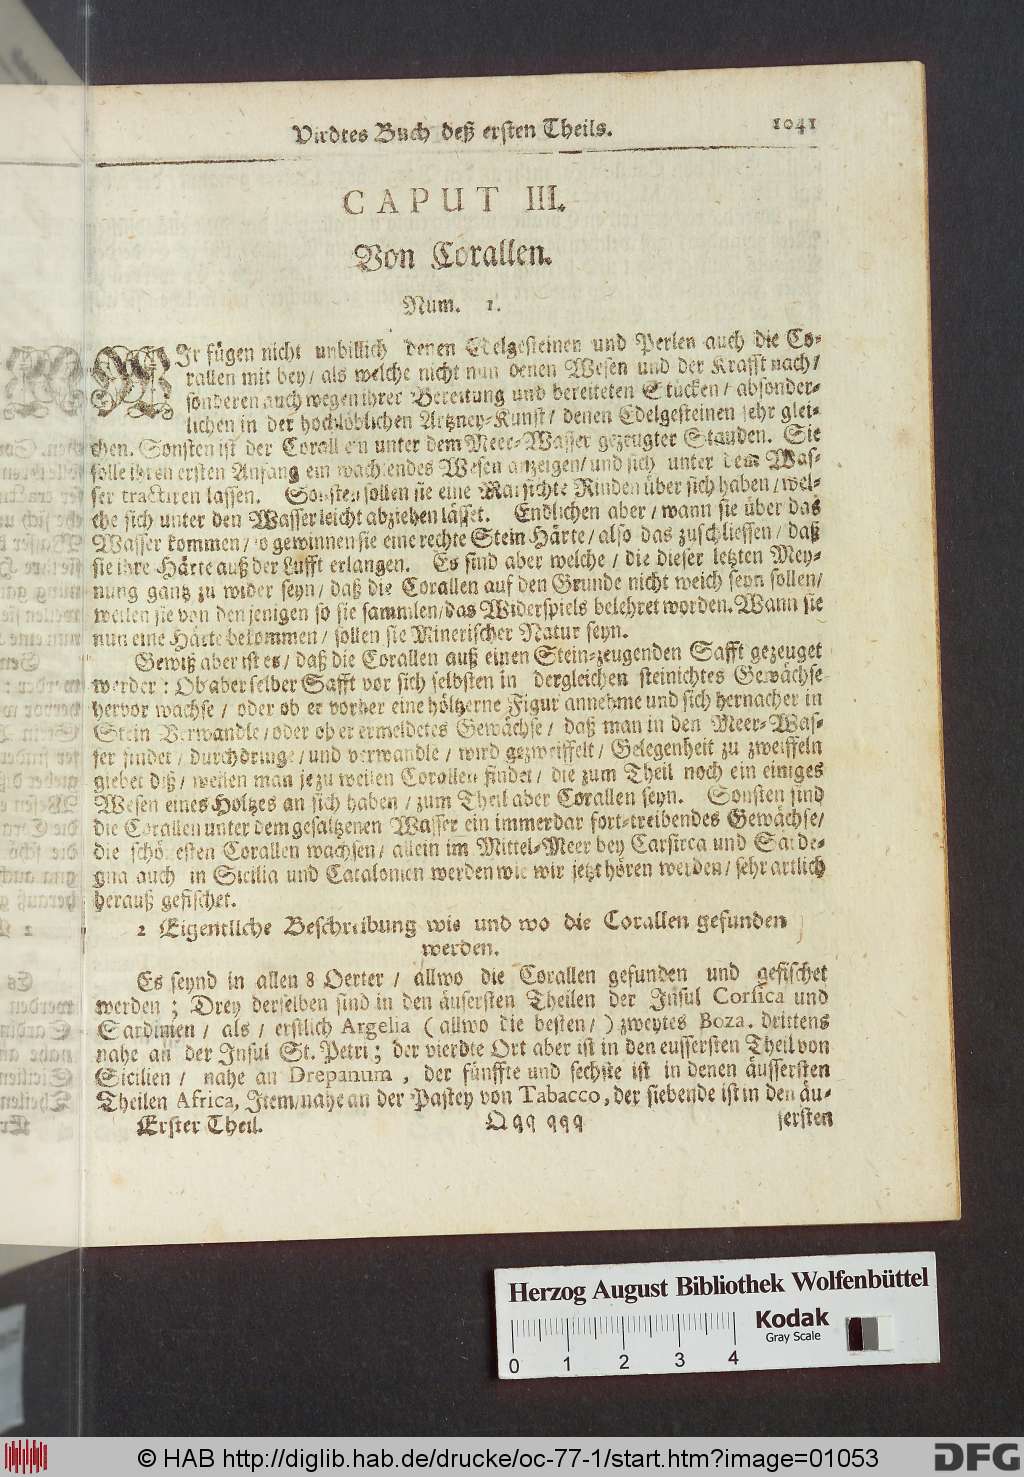 Virdtes Buch deß ersten Theils. 1041
CAPUT III.
Von Corallen.
Num. 1.
WIr fügen nicht unbillich denen Edelgesteinen und Perlen auch die Co-
rallen mit bey/ als welche nicht nun denen Wesen und der Krafft nach/
sonderen auch wegen ihrer Bereitung und bereiteten Stucken/ absonder-
lichen in der hochlöblichen Artzney-Kunst/ denen Edelgesteinen sehr glei-
chen. Sonsten ist der Corallen unter dem Meer-Wasser gezeugter Stauden. Sie
solle ihren ersten Anfang ein wachsendes Wesen anzeigen/ und sich unter dem Was-
ser tractiren lassen. Sonsten sollen sie eine Rinden über sich haben/ wel-
che sich unter den Wasser leicht abziehen lässet. Endlichen aber/ wann sie über das
Wasser kommen/ so gewinnen sie eine rechte Stein Härte/ also das zuschliessen/ daß
sie ihre Härte auß der Lufft erlangen. Es sind aber welche/ die dieser letzten Mey-
nung gantz zu wider seyn/ daß die Corallen auf den Grunde nicht weich seyn sollen/
weilen sie von den jenigen so sie sammlen/ das Widerspiels belehret worden. Wann sie
nun eine Härte bekommen/ sollen sie Minerischer Natur seyn.
Gewiß aber ist es/ daß die Corallen auß einen Stein-zeugenden Safft gezeuget
werder: Ob aber selber Safft vor sich selbsten in dergleichen steinichtes Gewächse
hervor wachse/ oder ob er vorher eine höltzerne Figur annehme und sich hernacher in
Stein Verwandle/ oder ob er ermeldetes Gewächse/ daß man in den Meer-Was-
ser findet/ durchdringe/ und verwandle/ wird gezweiffelt/ Gelegenheit zu zweiffeln
giebet diß/ weilen man je zu weilen Corollen findet/ die zum Theil noch ein einiges
Wesen eines Holtzes an sich haben/ zum Theil aber Corallen seyn. Sonsten sind
die Corallen unter dem gesaltzenen Wasser ein immerdar fort-treibendes Gewächse/
die schönesten Corallen wachsen/ allein im Mittel-Meer bey Carsirca und Sarde-
gna auch in Sicilia und Catalonien werden wie wir jetzt hören werden/ sehr artlich
herauß gefischet.
2 Eigentliche Beschreibung wie und wo die Corallen gefunden
werden.
Es seynd in allen 8 Oerter/ allwo die Corallen gefunden und gefischet
werden; Drey derselben sind in den äusersten Theilen der Insul Corsica und
Sardinien/ als/ erstlich Argelia (allwo die besten/) zweytes Boza. drittens
nahe an der Insul St. Petri; der vierdte Ort aber ist in den eussersten Theil von
Sicilien/ nahe an Drepanum, der fünffte und sechste ist in denen äussersten
Theilen Africa, Item/ nahe an der Pastey von Tabacco, der siebende ist in den äu-
Erster Theil. Qqq qqq sersten
Herzog August Bibliothek Wolfenbüttel
Kodak
Gray Scale
0 1 2 3 4
© HAB http://diglib.hab.de/drucke/oc-77-1/start.htm?image=01053
DFG